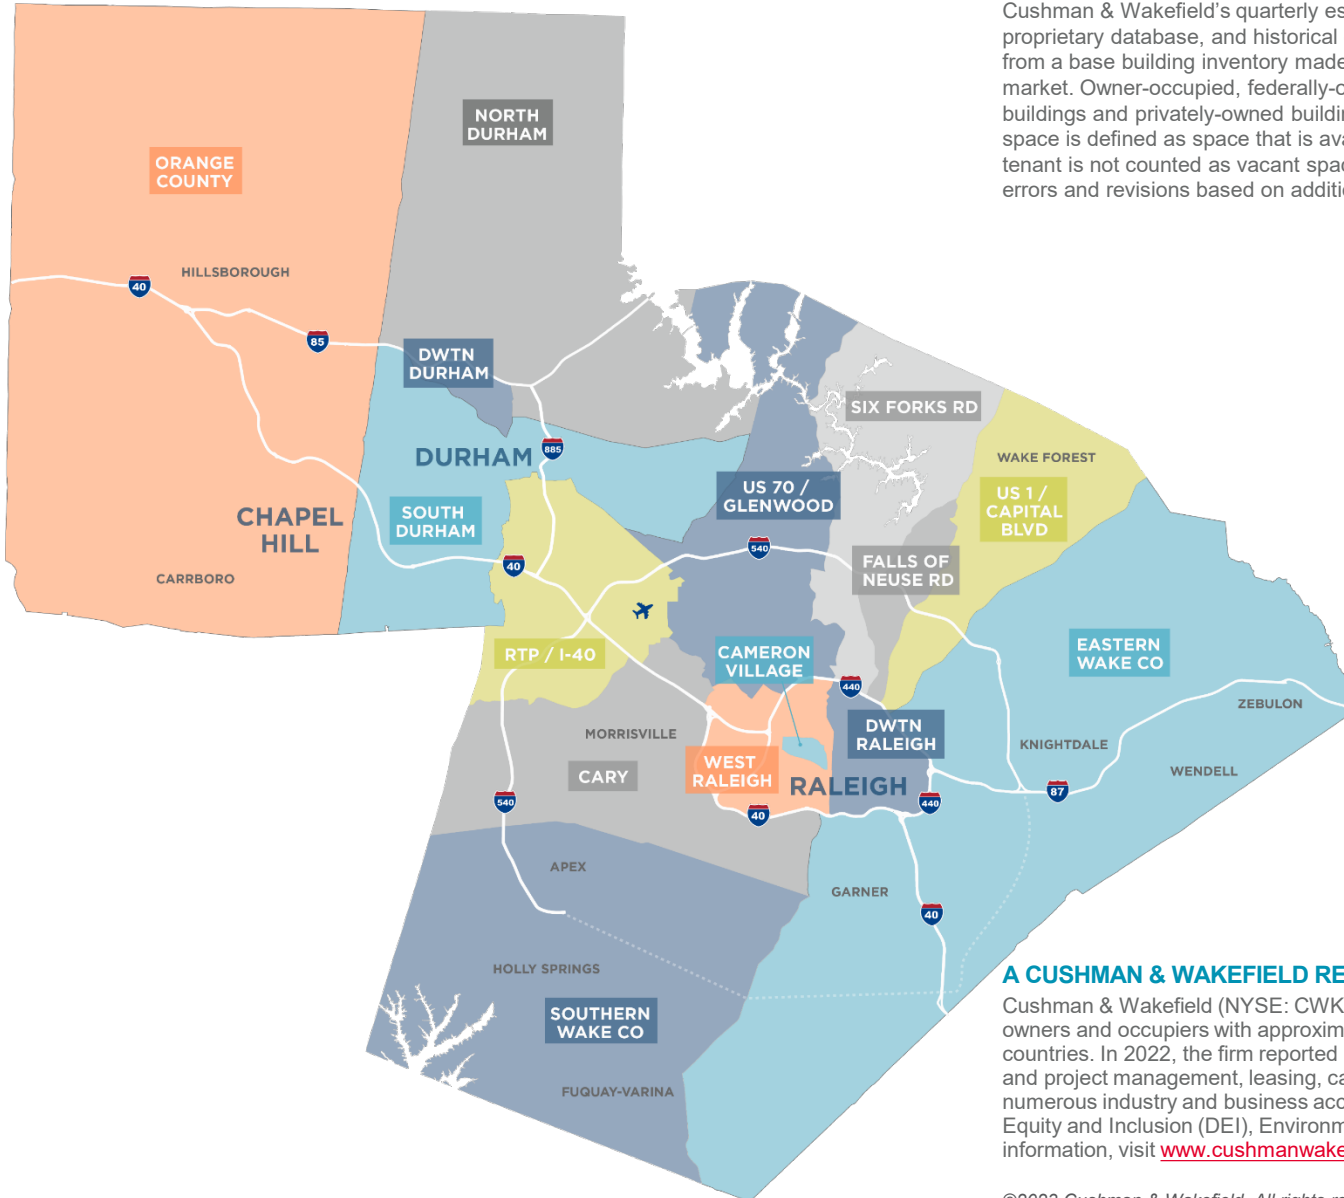 Cushman & Wakefield's quarterly es
proprietary database, and historical
from a base building inventory made
market. Owner-occupied, federally-o
buildings and privately-owned buildin
space is defined as space that is ava
tenant is not counted as vacant spac
errors and revisions based on additi
NORTH
DURHAM
ORANGE
COUNTY
HILLSBOROUGH
40
85
DWTN
DURHAM
SIX FORKS RD
DURHAM
885
WAKE FOREST
US 70 /
GLENWOOD
US 1 /
CAPITAL
BLVD
SOUTH
DURHAM
CHAPEL
HILL
540
40
FALLS OF
NEUSE RD
CARRBORO
RTP / I-40
CAMERON
VILLAGE
EASTERN
WAKE CO
440
ZEBULON
MORRISVILLE
DWTN
RALEIGH
KNIGHTDALE
CARY
WEST
RALEIGH
RALEIGH
WENDELL
540
40
440
87
APEX
GARNER
40
HOLLY SPRINGS
SOUTHERN
WAKE CO
FUQUAY-VARINA
A CUSHMAN & WAKEFIELD RE
Cushman & Wakefield (NYSE: CWK
owners and occupiers with approxim
countries. In 2022, the firm reported
and project management, leasing, ca
numerous industry and business acc
Equity and Inclusion (DEI), Environm
information, visit www.cushmanwake
©2023 Cushman & Wakefield. All rights re